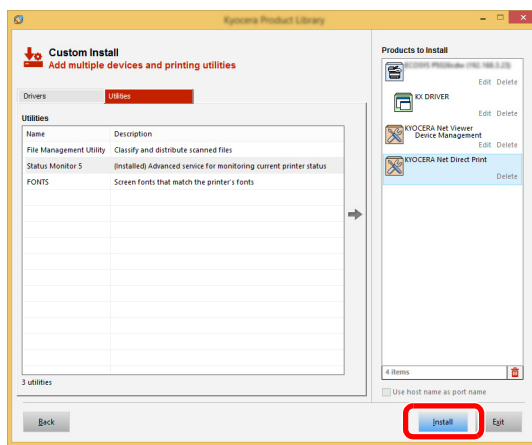 Kyocera Product Library
Custom Install
Add multiple devices and printing utilities
Drivers
Utilities
Utilities
Name Description
File Management Utility Classify and distribute scanned files
Status Monitor 5 (Installed) Advanced service for monitoring current printer status
FONTS Screen fonts that match the printer's fonts
3 utilities
Products to Install
Edit Delete
KX DRIVER
Edit Delete
KYOCERA Net Viewer
Device Management
Edit Delete
KYOCERA Net Direct Print
Delete
4 items
Use host name as port name
Back
Install
Exit